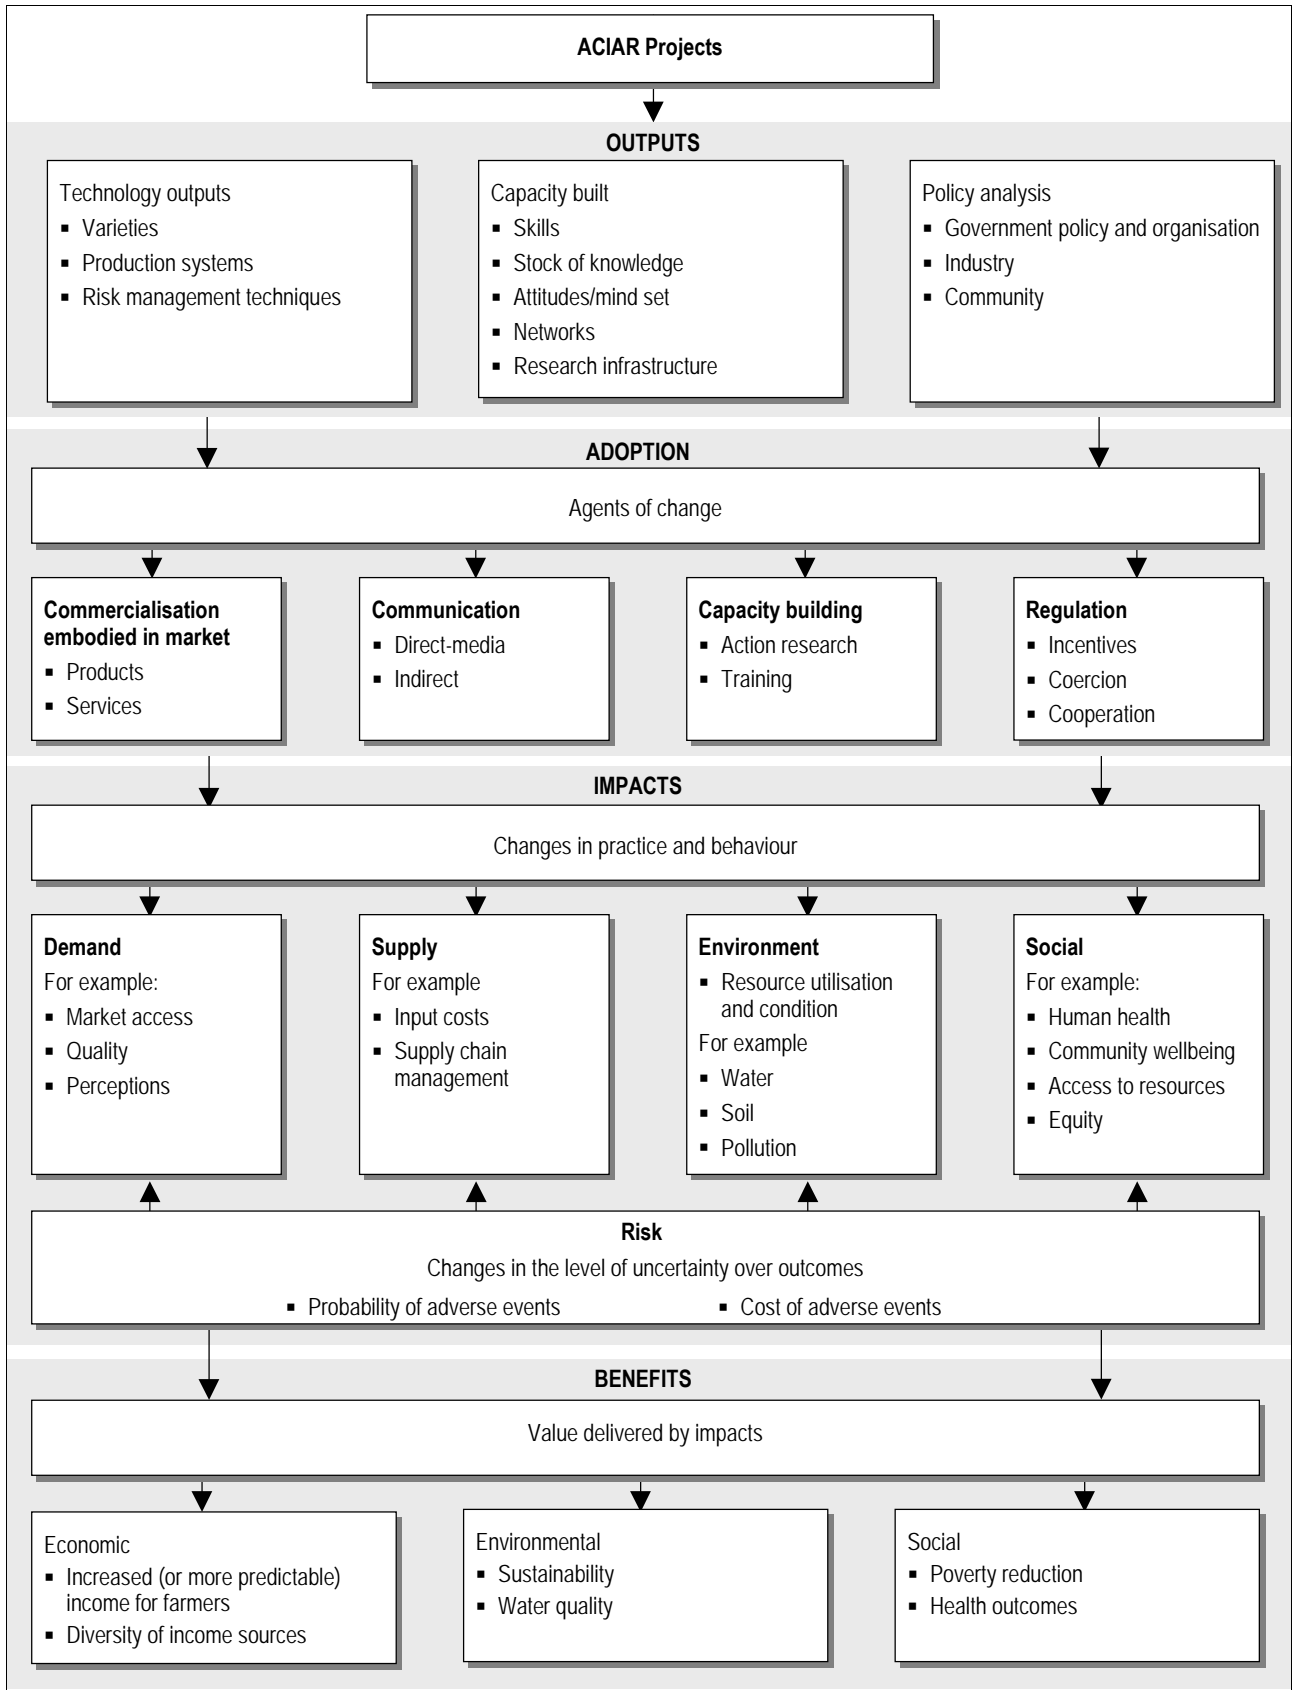 ACIAR Projects
OUTPUTS
Technology outputs
▪ Varieties
▪ Production systems
▪ Risk management techniques
Capacity built
▪ Skills
▪ Stock of knowledge
▪ Attitudes/mind set
▪ Networks
▪ Research infrastructure
Policy analysis
▪ Government policy and organisation
▪ Industry
▪ Community
ADOPTION
Agents of change
Commercialisation
embodied in market
▪ Products
▪ Services
Communication
▪ Direct-media
▪ Indirect
Capacity building
▪ Action research
▪ Training
Regulation
▪ Incentives
▪ Coercion
▪ Cooperation
IMPACTS
Changes in practice and behaviour
Demand
For example:
▪ Market access
▪ Quality
▪ Perceptions
Supply
For example
▪ Input costs
▪ Supply chain
management
Environment
▪ Resource utilisation
and condition
For example
▪ Water
▪ Soil
▪ Pollution
Social
For example:
▪ Human health
▪ Community wellbeing
▪ Access to resources
▪ Equity
Risk
Changes in the level of uncertainty over outcomes
▪ Probability of adverse events
▪ Cost of adverse events
BENEFITS
Value delivered by impacts
Economic
▪ Increased (or more predictable)
income for farmers
▪ Diversity of income sources
Environmental
▪ Sustainability
▪ Water quality
Social
▪ Poverty reduction
▪ Health outcomes